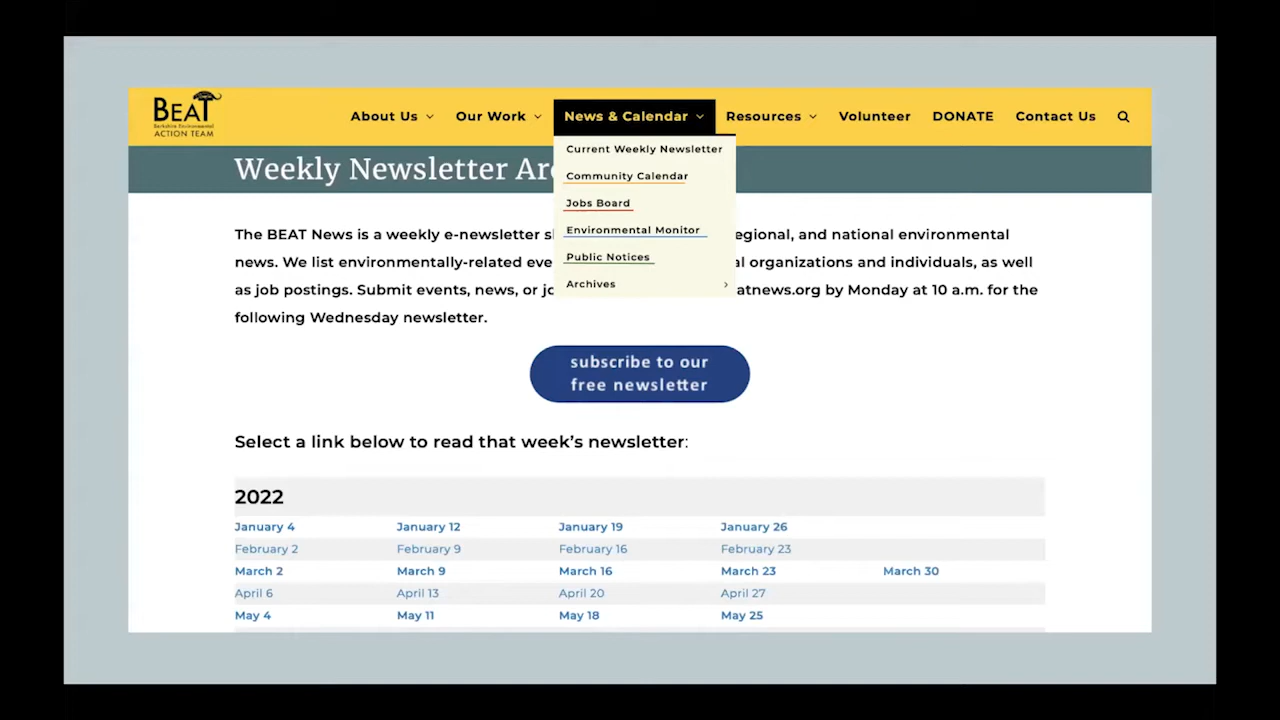 BEAT
Berkshire Environmental
ACTION TEAM
About Us
Our Work
News & Calendar
Resources
Volunteer
DONATE
Contact Us
Current Weekly Newsletter
Community Calendar
Jobs Board
Environmental Monitor
Public Notices
Archives
Weekly Newsletter Ar
The BEAT News is a weekly e-newsletter egional, and national environmental
news. We list environmentally-related eve al organizations and individuals, as well
as job postings. Submit events, news, or jo atnews.org by Monday at 10 a.m. for the
following Wednesday newsletter.
subscribe to our
free newsletter
Select a link below to read that week's newsletter:
2022
January 4 January 12 January 19 January 26
February 2 February 9 February 16 February 23
March 2 March 9 March 16 March 23 March 30
April 6 April 13 April 20 April 27
May 4 May 11 May 18 May 25